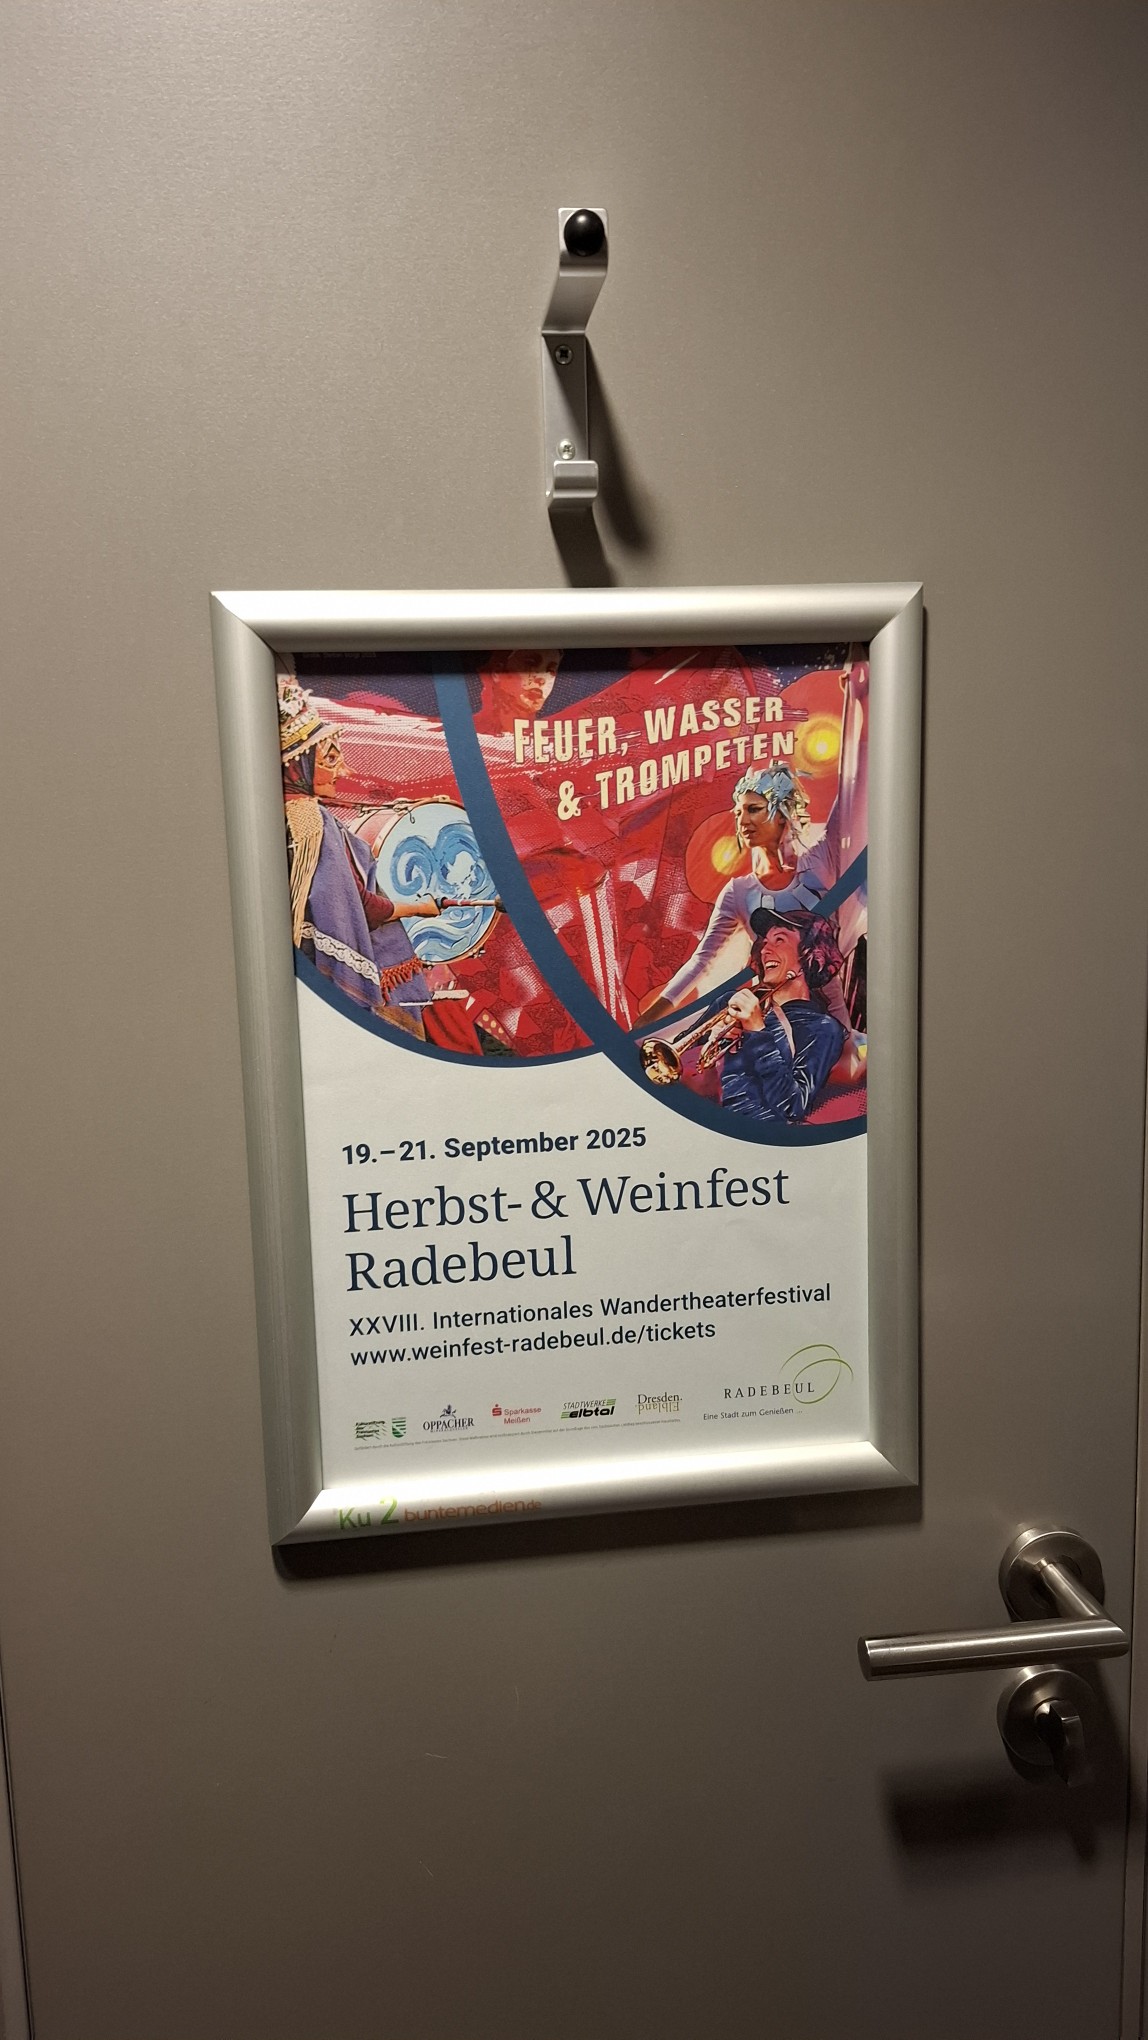 FEUER, WASSER
& TROMPETEN
19.–21. September 2025
Herbst- & Weinfest
Radebeul
XXVIII. Internationales Wandertheaterfestival
www.weinfest-radebeul.de/tickets
OPPACHER
Sparkasse
Meißen
STADTWERKE
elbtal
Dresden.
Elbland
RADEBEUL
Eine Stadt zum Genießen ...
Ku 2 buntemedien.de